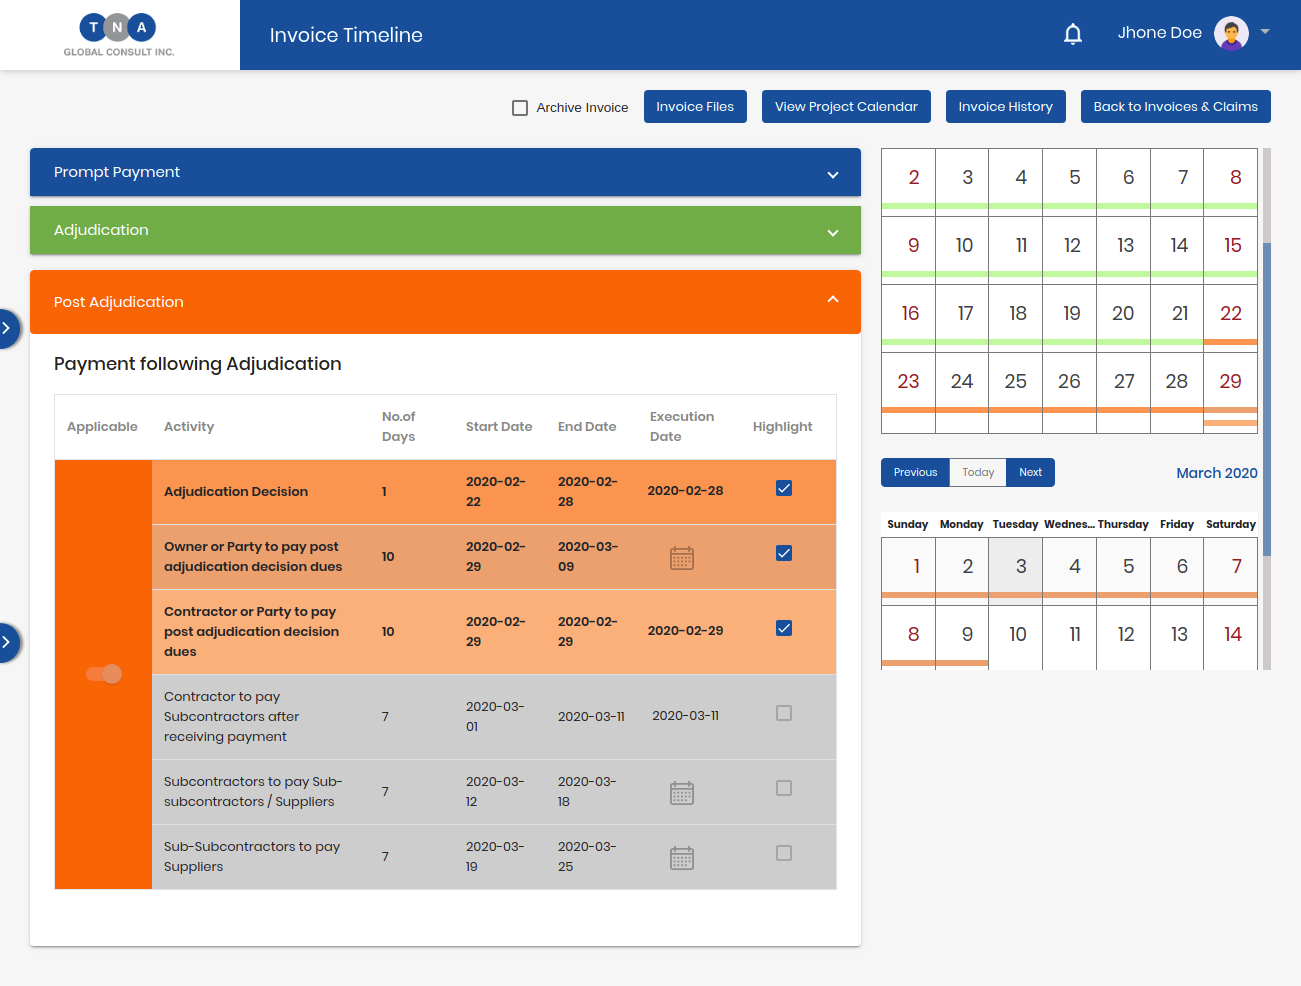 T N A
GLOBAL CONSULT INC.
Invoice Timeline
Jhone Doe
Archive Invoice
Invoice Files
View Project Calendar
Invoice History
Back to Invoices & Claims
Prompt Payment
Adjudication
Post Adjudication
Payment following Adjudication
Applicable Activity No.of Days Start Date End Date Execution Date Highlight
Adjudication Decision 1 2020-02-22 2020-02-28 2020-02-28
Owner or Party to pay post adjudication decision dues 10 2020-02-29 2020-03-09
Contractor or Party to pay post adjudication decision dues 10 2020-02-29 2020-02-29 2020-02-29
Contractor to pay Subcontractors after receiving payment 7 2020-03-01 2020-03-11 2020-03-11
Subcontractors to pay Sub-subcontractors / Suppliers 7 2020-03-12 2020-03-18
Sub-Subcontractors to pay Suppliers 7 2020-03-19 2020-03-25
2 3 4 5 6 7 8
9 10 11 12 13 14 15
16 17 18 19 20 21 22
23 24 25 26 27 28 29
Previous Today Next March 2020
Sunday Monday Tuesday Wednes... Thursday Friday Saturday
1 2 3 4 5 6 7
8 9 10 11 12 13 14